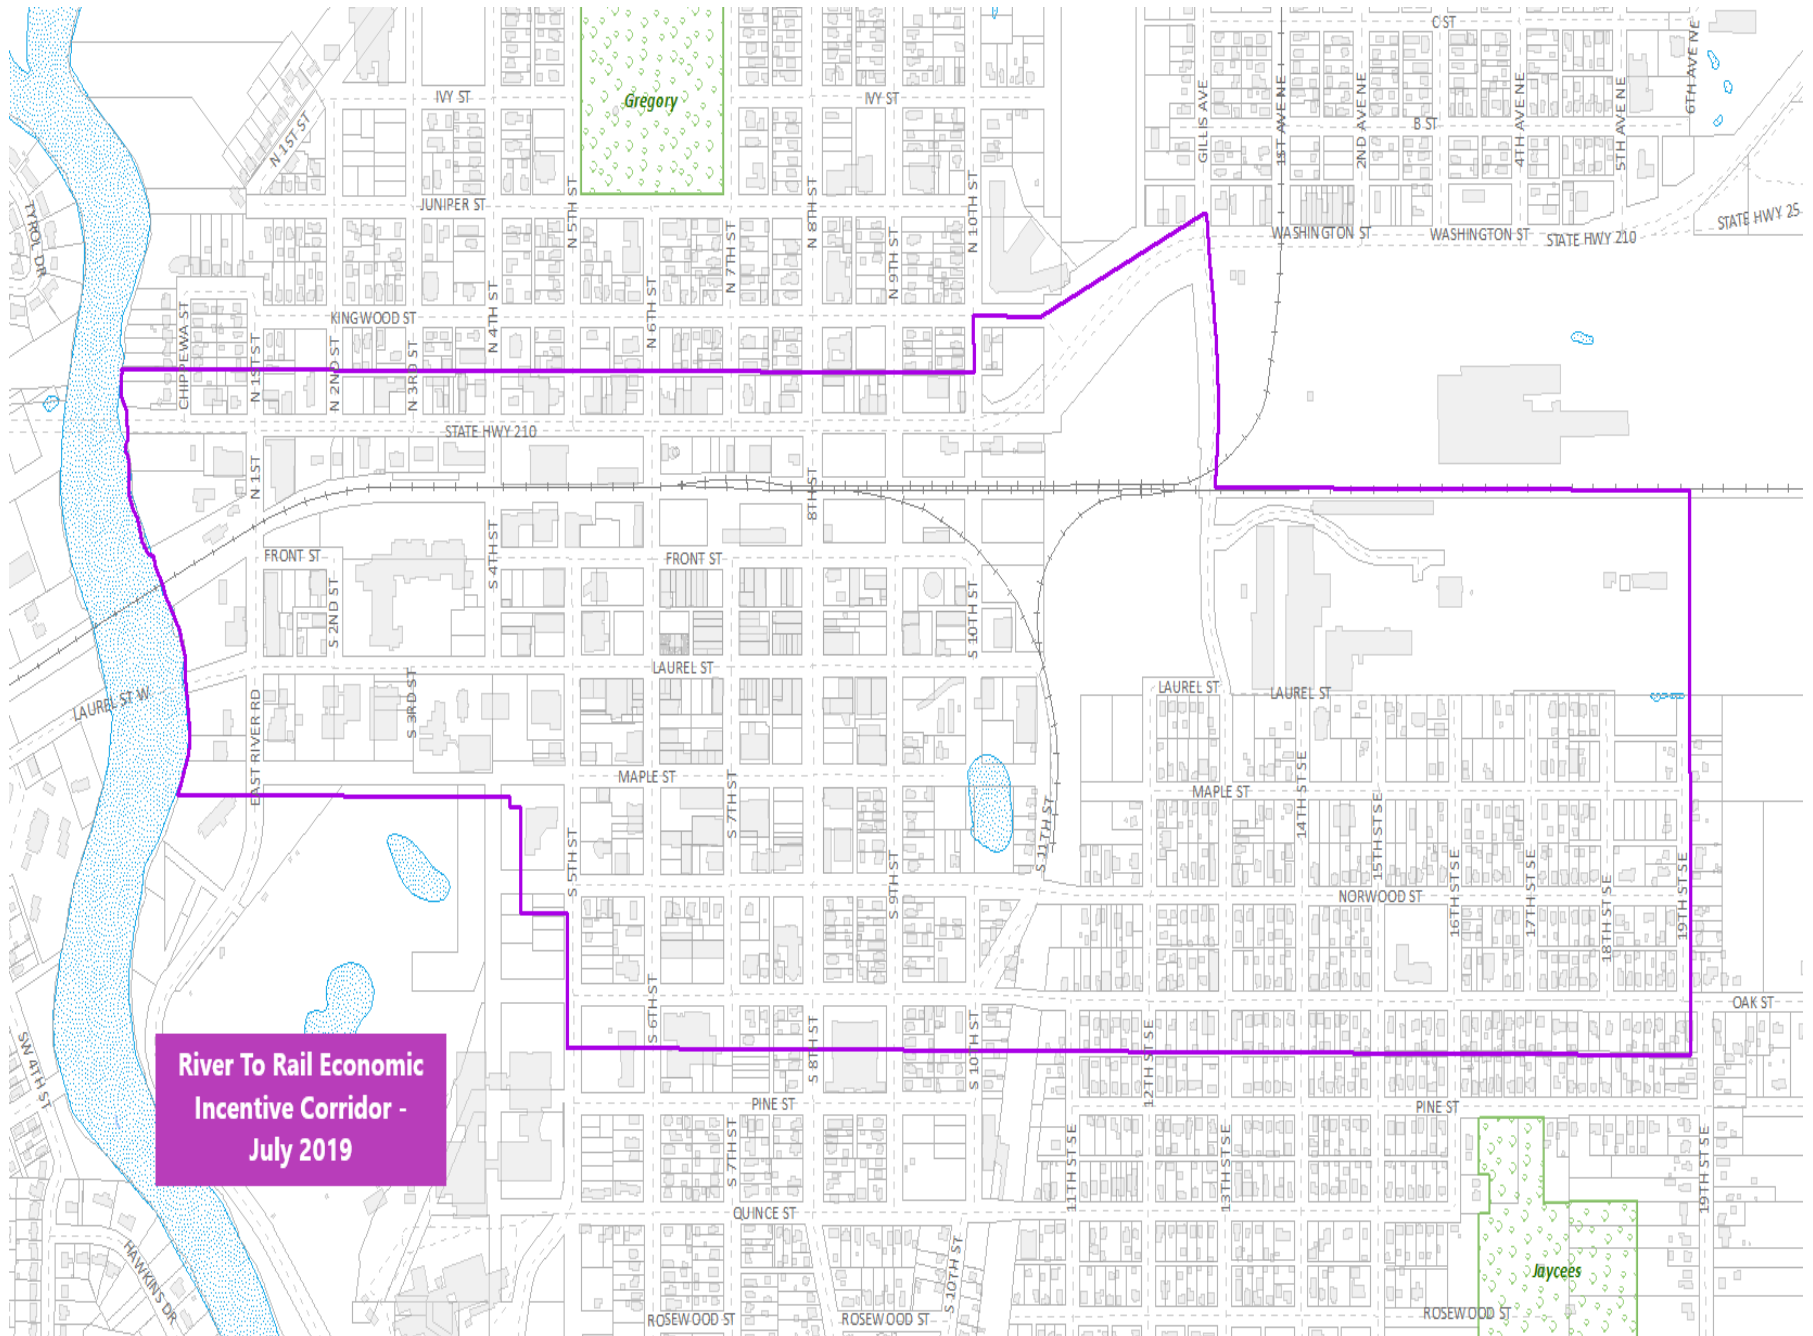 C ST
6TH AVE NE
IVY ST
Gregory
IVY ST
GILLIS AVE
1ST AVE NE
2ND AVE NE
B ST
4TH AVE NE
5TH AVE NE
N 1ST ST
JUNIPER ST
N 5TH ST
N 8TH ST
N 10TH ST
TYROL DR
N 7TH ST
N 9TH ST
WASHINGTON ST
WASHINGTON ST
STATE HWY 210
STATE HWY 25
CHIPPEWA ST
KINGWOOD ST
N 1ST ST
N 2ND ST
N 3RD ST
N 4TH ST
N 6TH ST
STATE HWY 210
N 1ST
8TH ST
FRONT ST
S 2ND ST
S 4TH ST
FRONT ST
S 10TH ST
LAUREL ST W
EAST RIVER RD
S 3RD ST
LAUREL ST
LAUREL ST
LAUREL ST
MAPLE ST
MAPLE ST
S 5TH ST
S 7TH ST
S 9TH ST
S 11TH ST
14TH ST SE
15TH ST SE
NORWOOD ST
16TH ST SE
17TH ST SE
18TH ST SE
19TH ST SE
OAK ST
S 6TH ST
S 8TH ST
S 10TH ST
12TH ST SE
SW 4TH ST
River To Rail Economic
Incentive Corridor -
July 2019
PINE ST
PINE ST
S 7TH ST
11TH ST SE
13TH ST SE
19TH ST SE
QUINCE ST
HAWKINS DR
S 10TH ST
Jaycees
ROSEWOOD ST
ROSEWOOD ST
ROSEWOOD ST